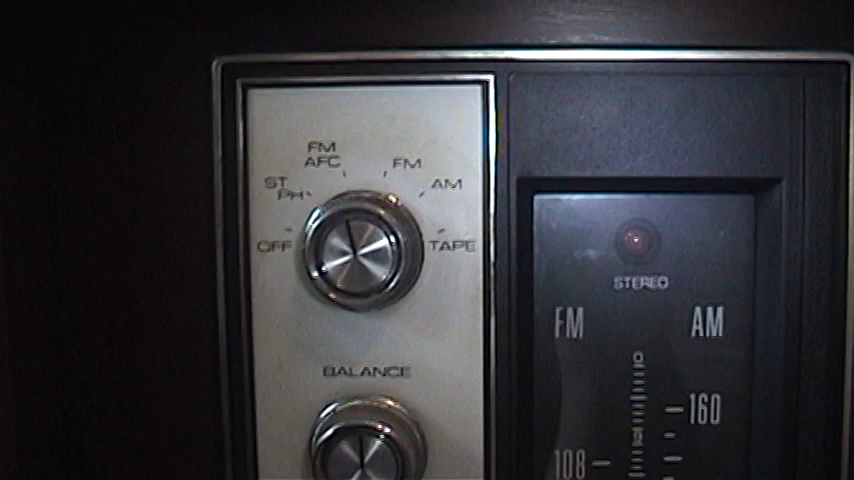 FM
AFC
FM
ST
PH
AM
OFF
TAPE
BALANCE
STEREO
FM AM
160
108